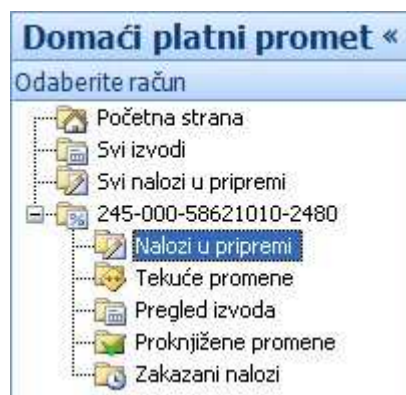 Domaći platni promet «
Odaberite račun
Početna strana
Svi izvodi
Svi nalozi u pripremi
245-000-58621010-2480
Nalozi u pripremi
Tekuće promene
Pregled izvoda
Proknjižene promene
Zakazani nalozi